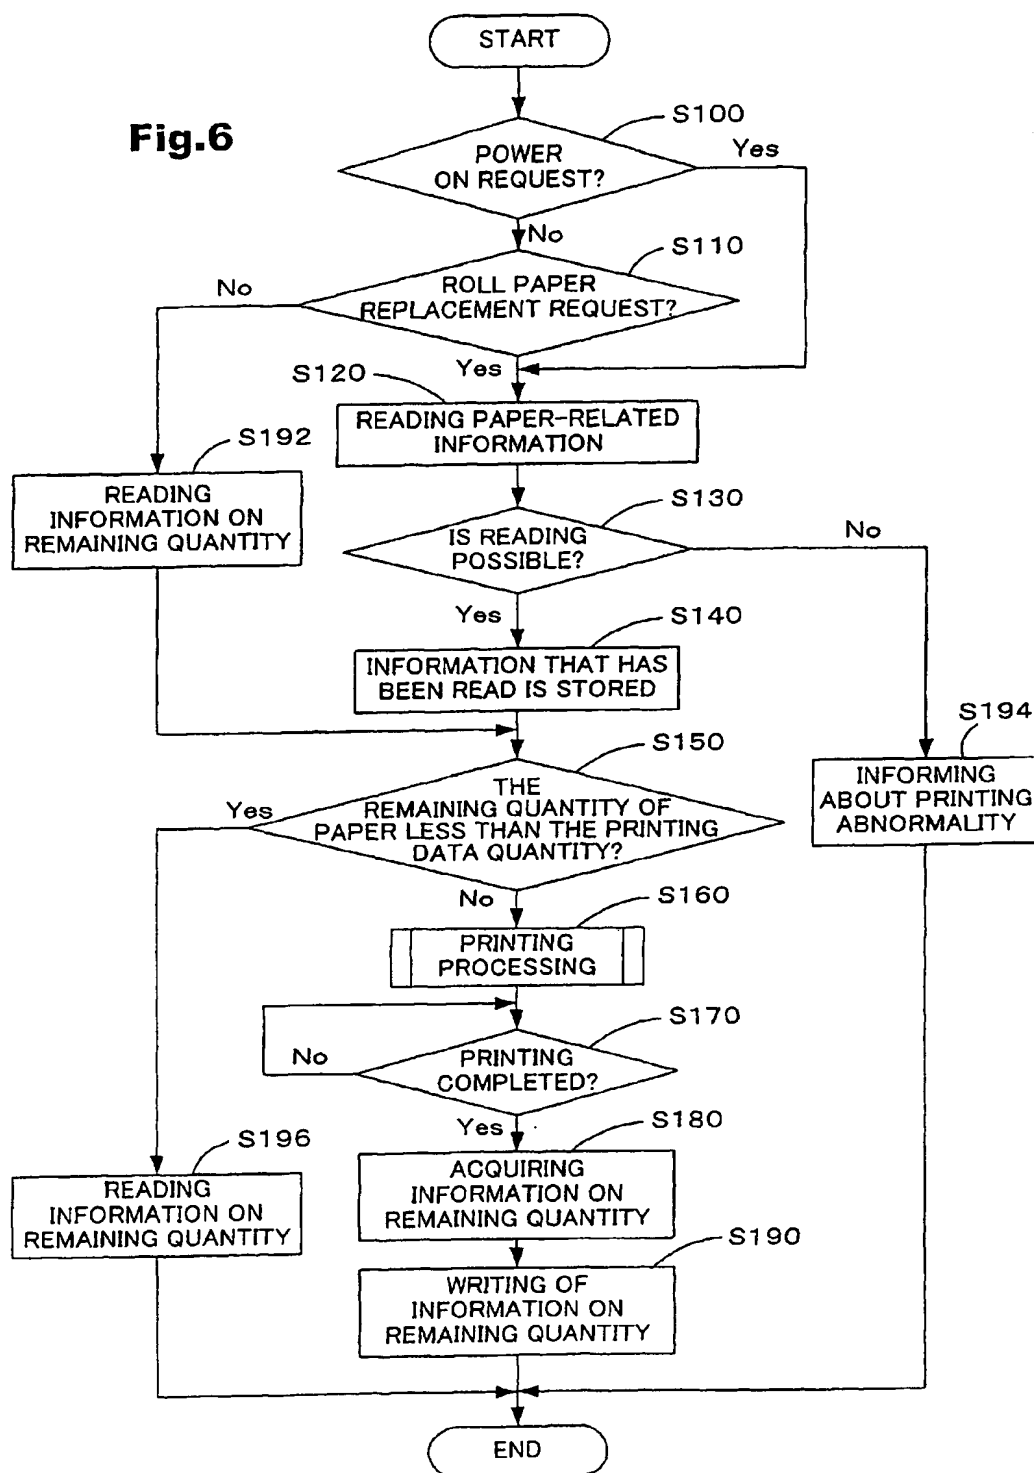 START
Fig.6
S100
POWER
ON REQUEST?
Yes
No
S110
ROLL PAPER
REPLACEMENT REQUEST?
No
Yes
S120
READING PAPER-RELATED
INFORMATION
S192
READING
INFORMATION ON
REMAINING QUANTITY
S130
IS READING
POSSIBLE?
No
Yes
S140
INFORMATION THAT HAS
BEEN READ IS STORED
S194
INFORMING
ABOUT PRINTING
ABNORMALITY
S150
THE
REMAINING QUANTITY OF
PAPER LESS THAN THE PRINTING
DATA QUANTITY?
Yes
No
S160
PRINTING
PROCESSING
S170
PRINTING
COMPLETED?
No
Yes
S180
ACQUIRING
INFORMATION ON
REMAINING QUANTITY
S196
READING
INFORMATION ON
REMAINING QUANTITY
S190
WRITING OF
INFORMATION ON
REMAINING QUANTITY
END